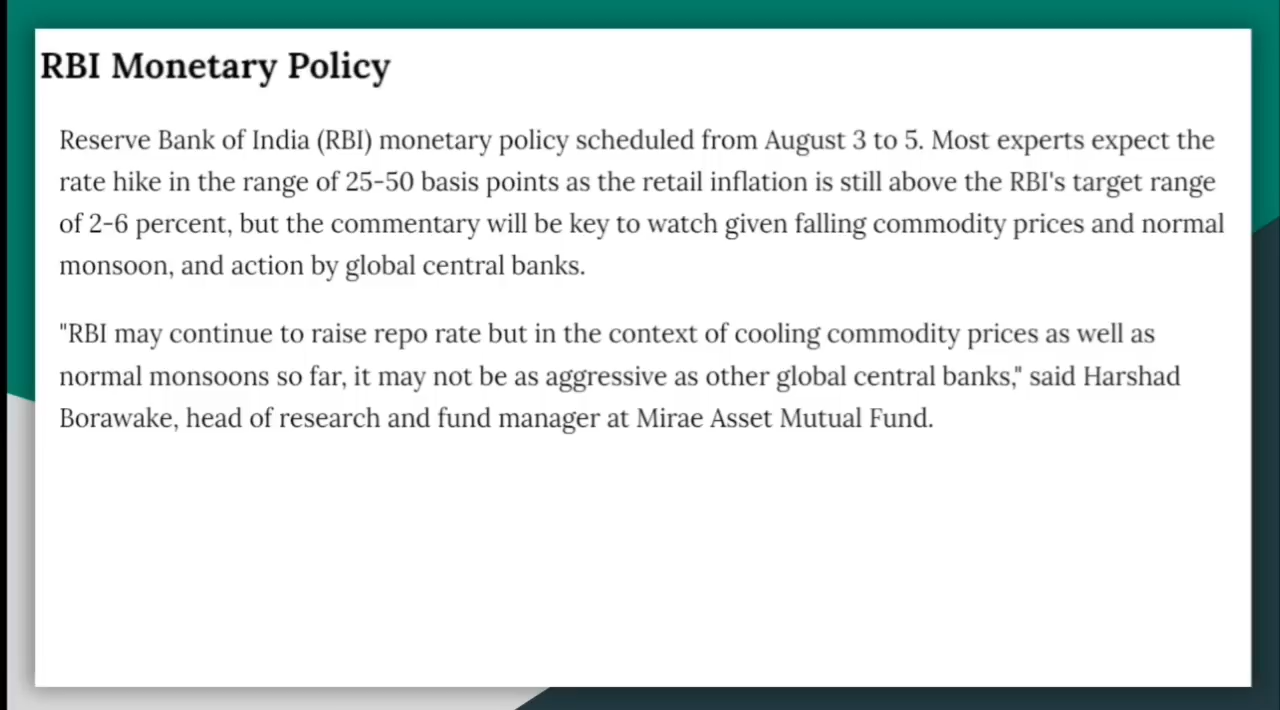 RBI Monetary Policy
Reserve Bank of India (RBI) monetary policy scheduled from August 3 to 5. Most experts expect the
rate hike in the range of 25-50 basis points as the retail inflation is still above the RBI's target range
of 2-6 percent, but the commentary will be key to watch given falling commodity prices and normal
monsoon, and action by global central banks.
"RBI may continue to raise repo rate but in the context of cooling commodity prices as well as
normal monsoons so far, it may not be as aggressive as other global central banks," said Harshad
Borawake, head of research and fund manager at Mirae Asset Mutual Fund.